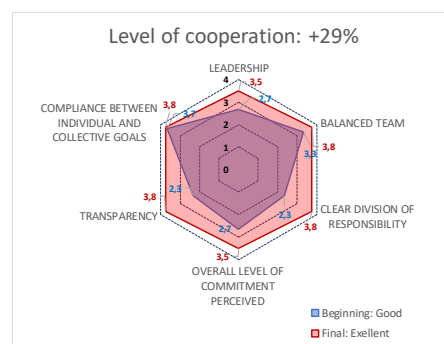 Level of cooperation: +29%
LEADERSHIP
4
3,5
3
2,7
2
1
0
COMPLIANCE BETWEEN
INDIVIDUAL AND
COLLECTIVE GOALS
3,8
3,7
BALANCED TEAM
3,3
3,8
TRANSPARENCY
3,8
2,3
CLEAR DIVISION OF
RESPONSIBILITY
2,3
3,8
2,7
3,5
OVERALL LEVEL OF
COMMITMENT
PERCEIVED
Beginning: Good
Final: Exellent